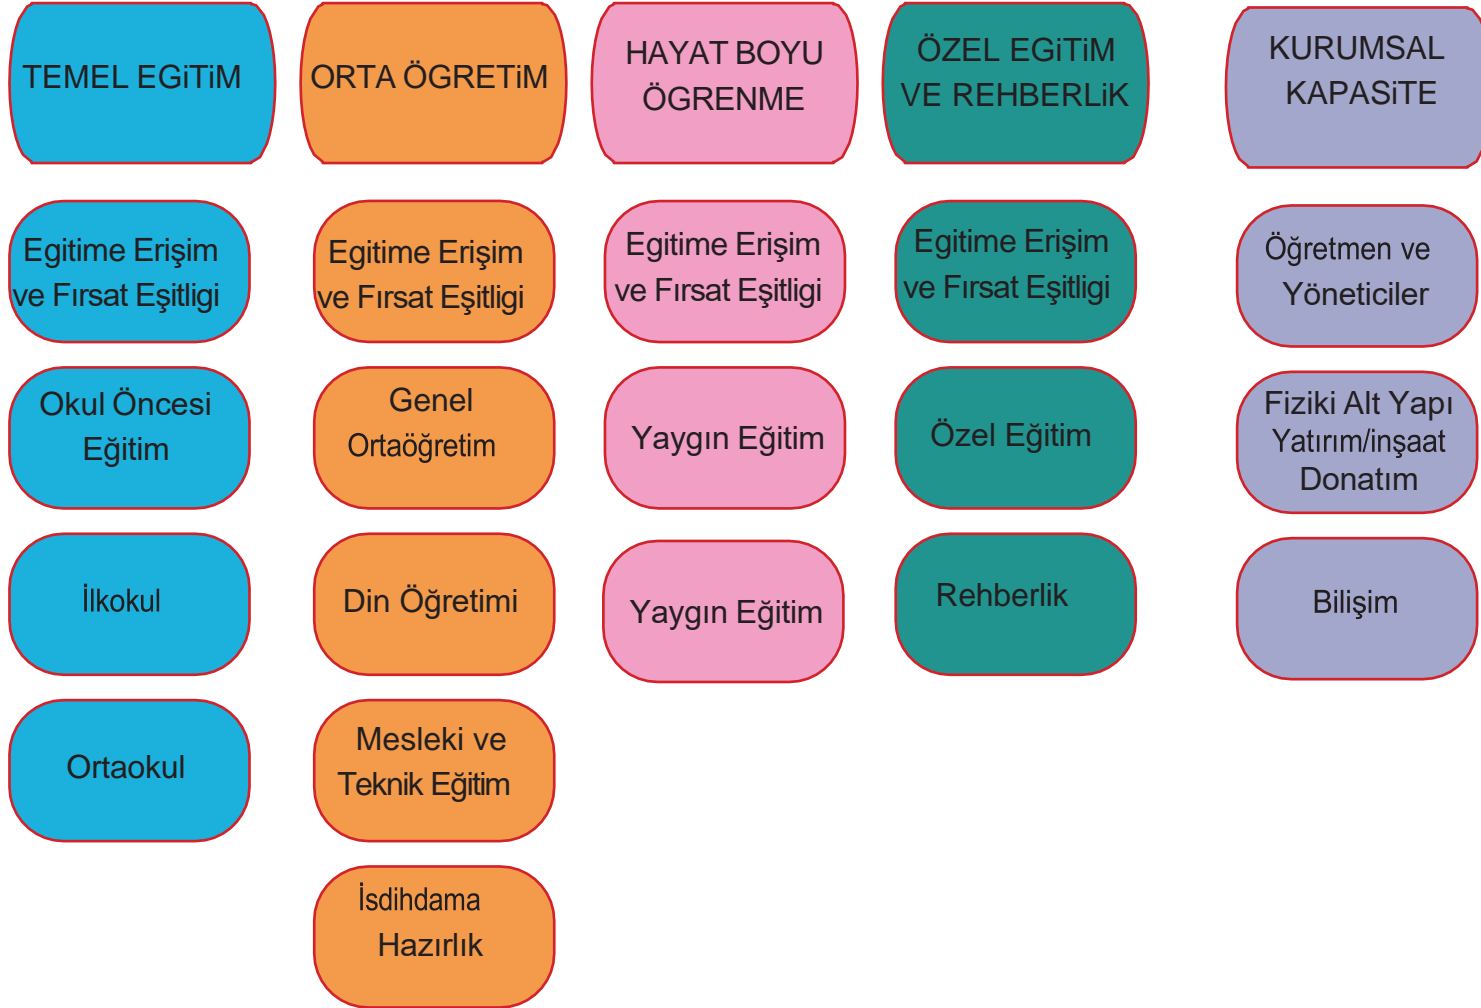 TEMEL EGiTiM
ORTA ÖGRETiM
HAYAT BOYU
ÖGRENME
ÖZEL EGiTiM
VE REHBERLiK
KURUMSAL
KAPASiTE
Egitime Erişim
ve Fırsat Eşitligi
Egitime Erişim
ve Fırsat Eşitligi
Egitime Erişim
ve Fırsat Eşitligi
Egitime Erişim
ve Fırsat Eşitligi
Öğretmen ve
Yöneticiler
Okul Öncesi
Eğitim
Genel
Ortaöğretim
Yaygın Eğitim
Özel Eğitim
Fiziki Alt Yapı
Yatırım/inşaat
Donatım
İlkokul
Din Öğretimi
Yaygın Eğitim
Rehberlik
Bilişim
Ortaokul
Mesleki ve
Teknik Eğitim
İsdihdama
Hazırlık